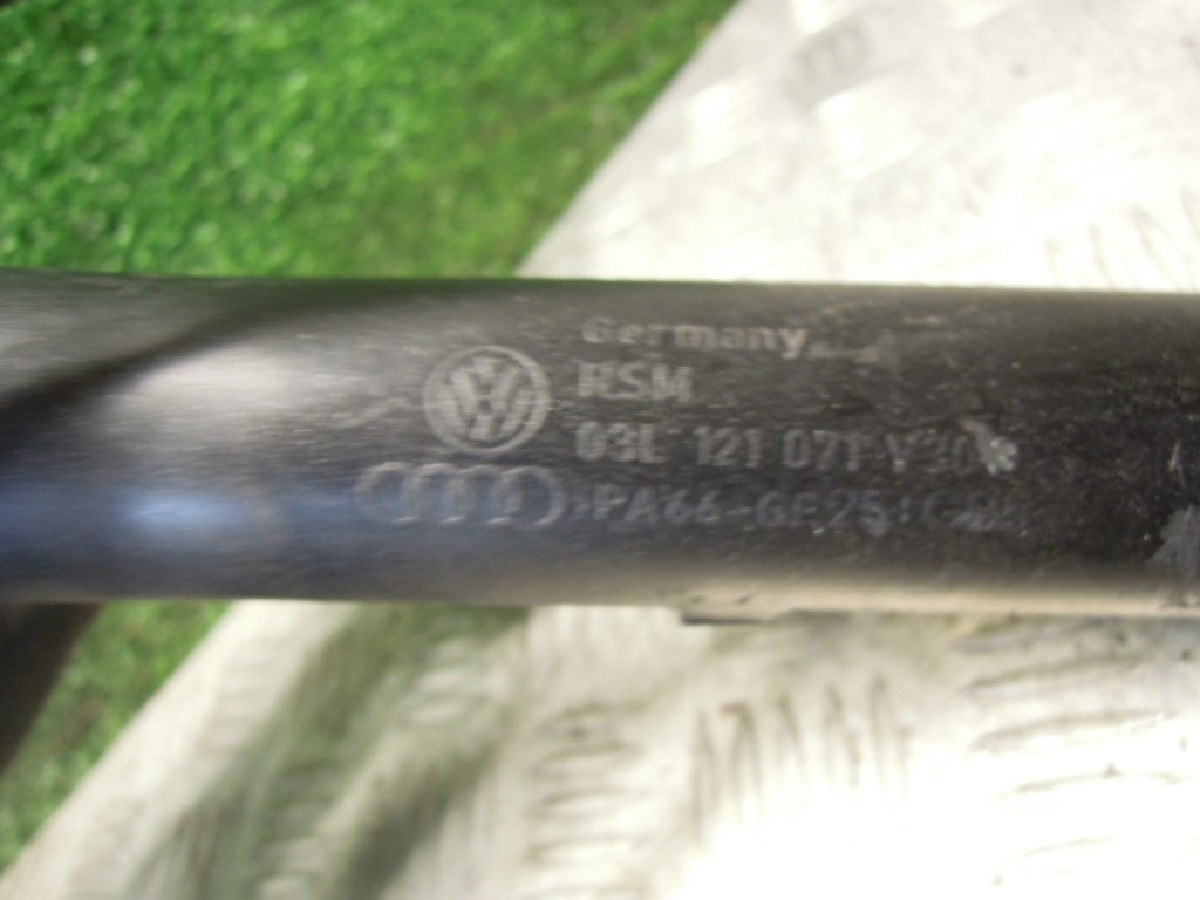 Germany
RSM
03L 121 071
>PA66-GF25